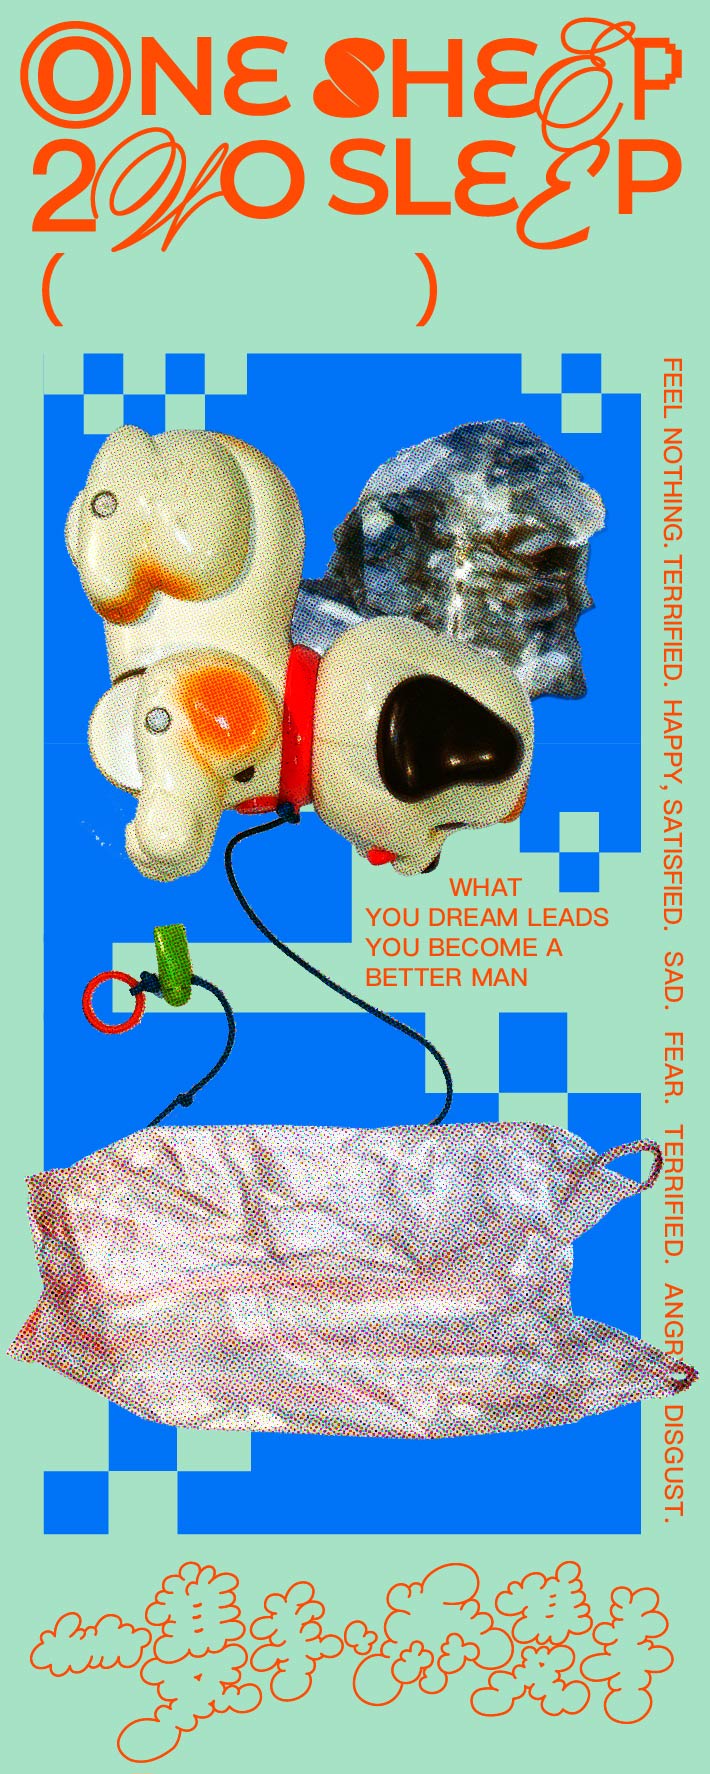 ONE SHEEP
2WO SLEEP
( )
FEEL NOTHING. TERRIFIED. HAPPY, SATISFIED. SAD. FEAR. TERRIFIED. ANGRY DISGUST.
WHAT
YOU DREAM LEADS
YOU BECOME A
BETTER MAN